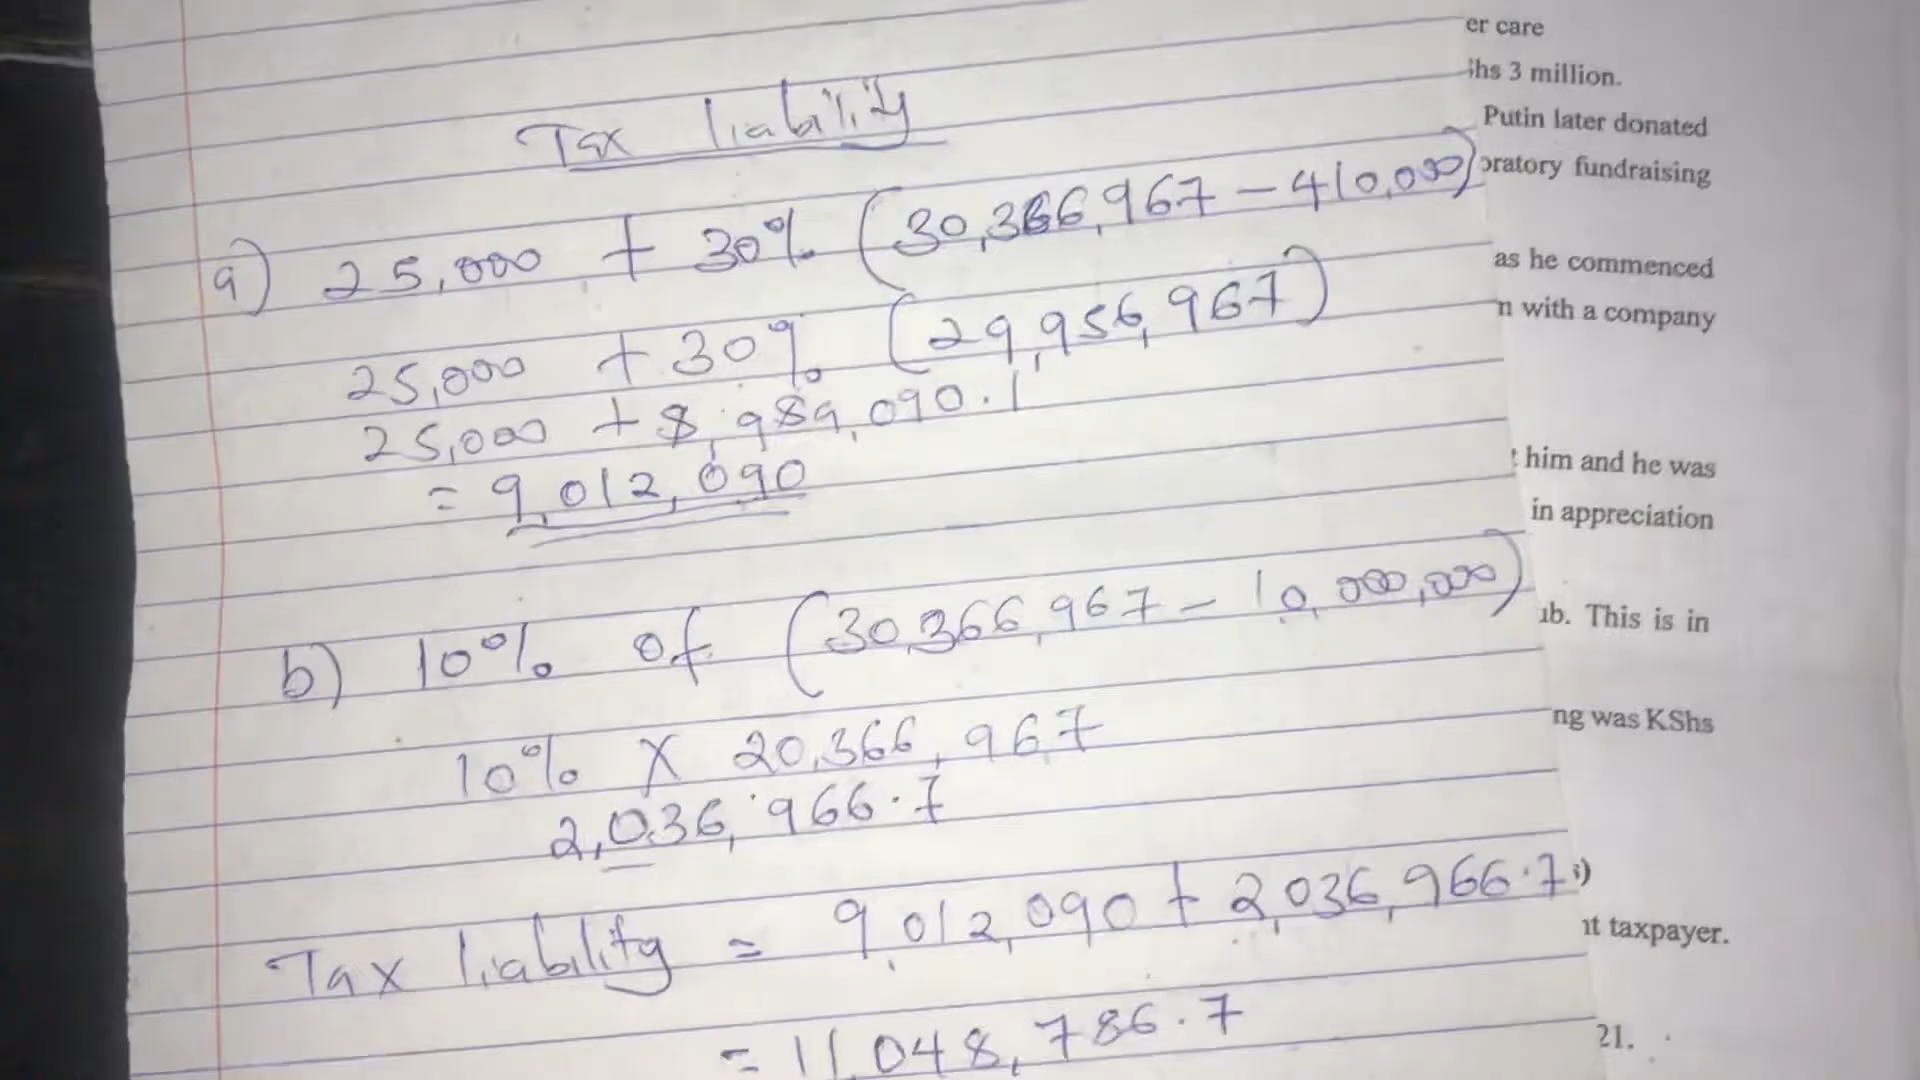 er care
ihs 3 million.
Tax liability
Putin later donated
oratory fundraising
a) 25,000 + 30% (30,366,967 - 410,000)
as he commenced
25,000 + 30% (29,956,967)
n with a company
25,000 + 8,989,090.1
= 9,012,090
him and he was
in appreciation
b) 10% of (30,366,967 - 10,000,000)
ub. This is in
10% X 20,366,967
ng was KShs
2,036,966.7
Tax liability = 9,012,090 + 2,036,966.7
nt taxpayer.
= 11,048,786.7
21.